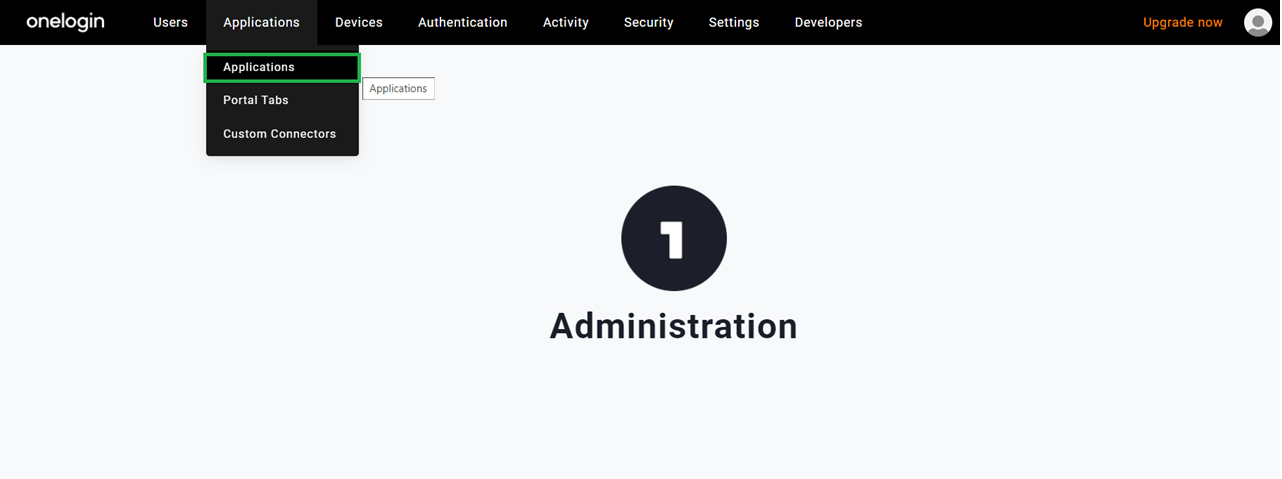 onelogin Users Applications Devices Authentication Activity Security Settings Developers Upgrade now
Applications
Applications
Portal Tabs
Custom Connectors
1
Administration